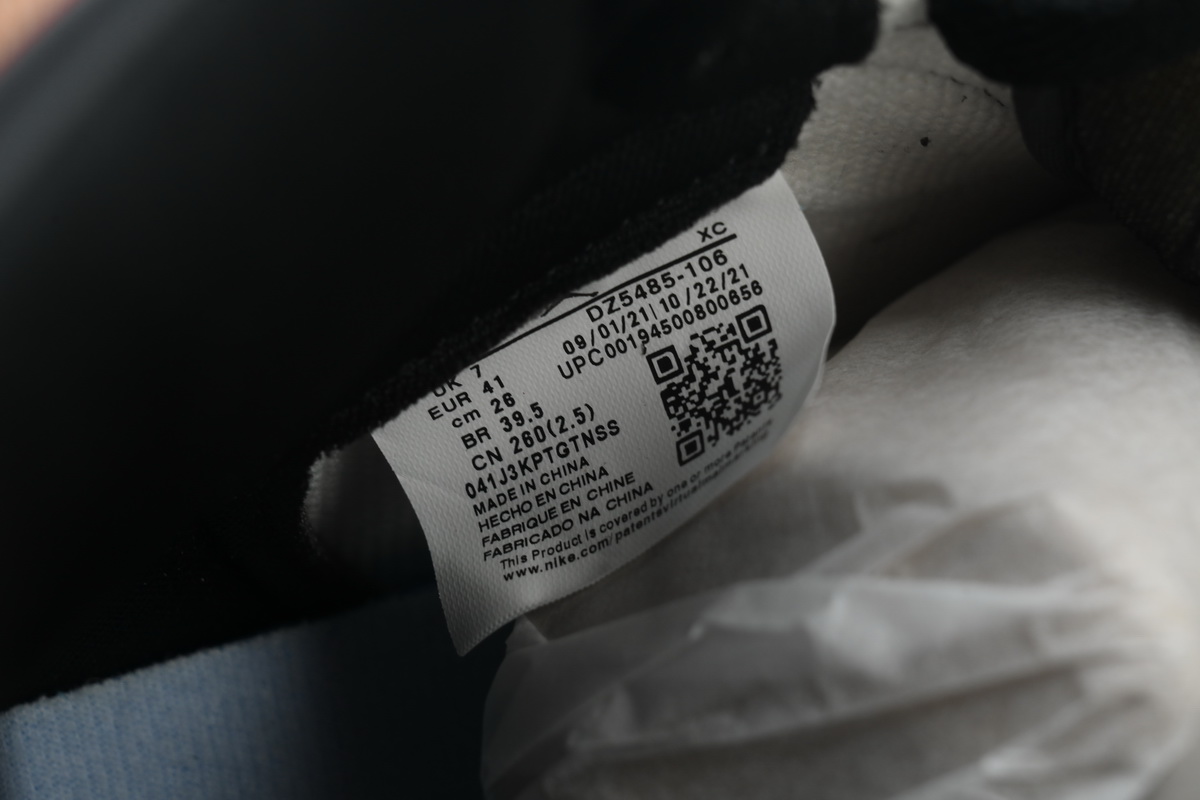 XC
DZ5485-106
09/01/21| 10 /22/21
UPC00194500800656
UK 7
EUR 41
cm 26
BR 39.5
CN 260(2.5)
041J3KPTGTNSS
MADE IN CHINA
HECHO EN CHINA
FABRIQUE EN CHINE
FABRICADO NA CHINA
This Product is covered by one or more Patents
www.nike.com/patentsvirtualmarking